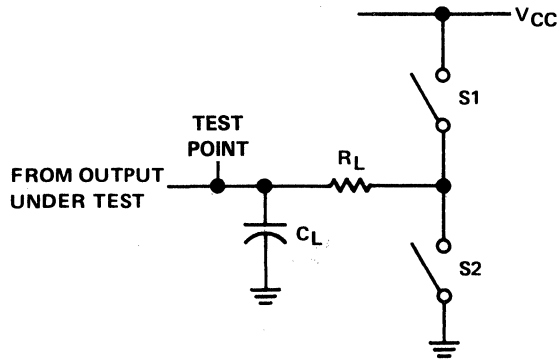 VCC
S1
TEST
POINT
RL
FROM OUTPUT
UNDER TEST
CL
S2